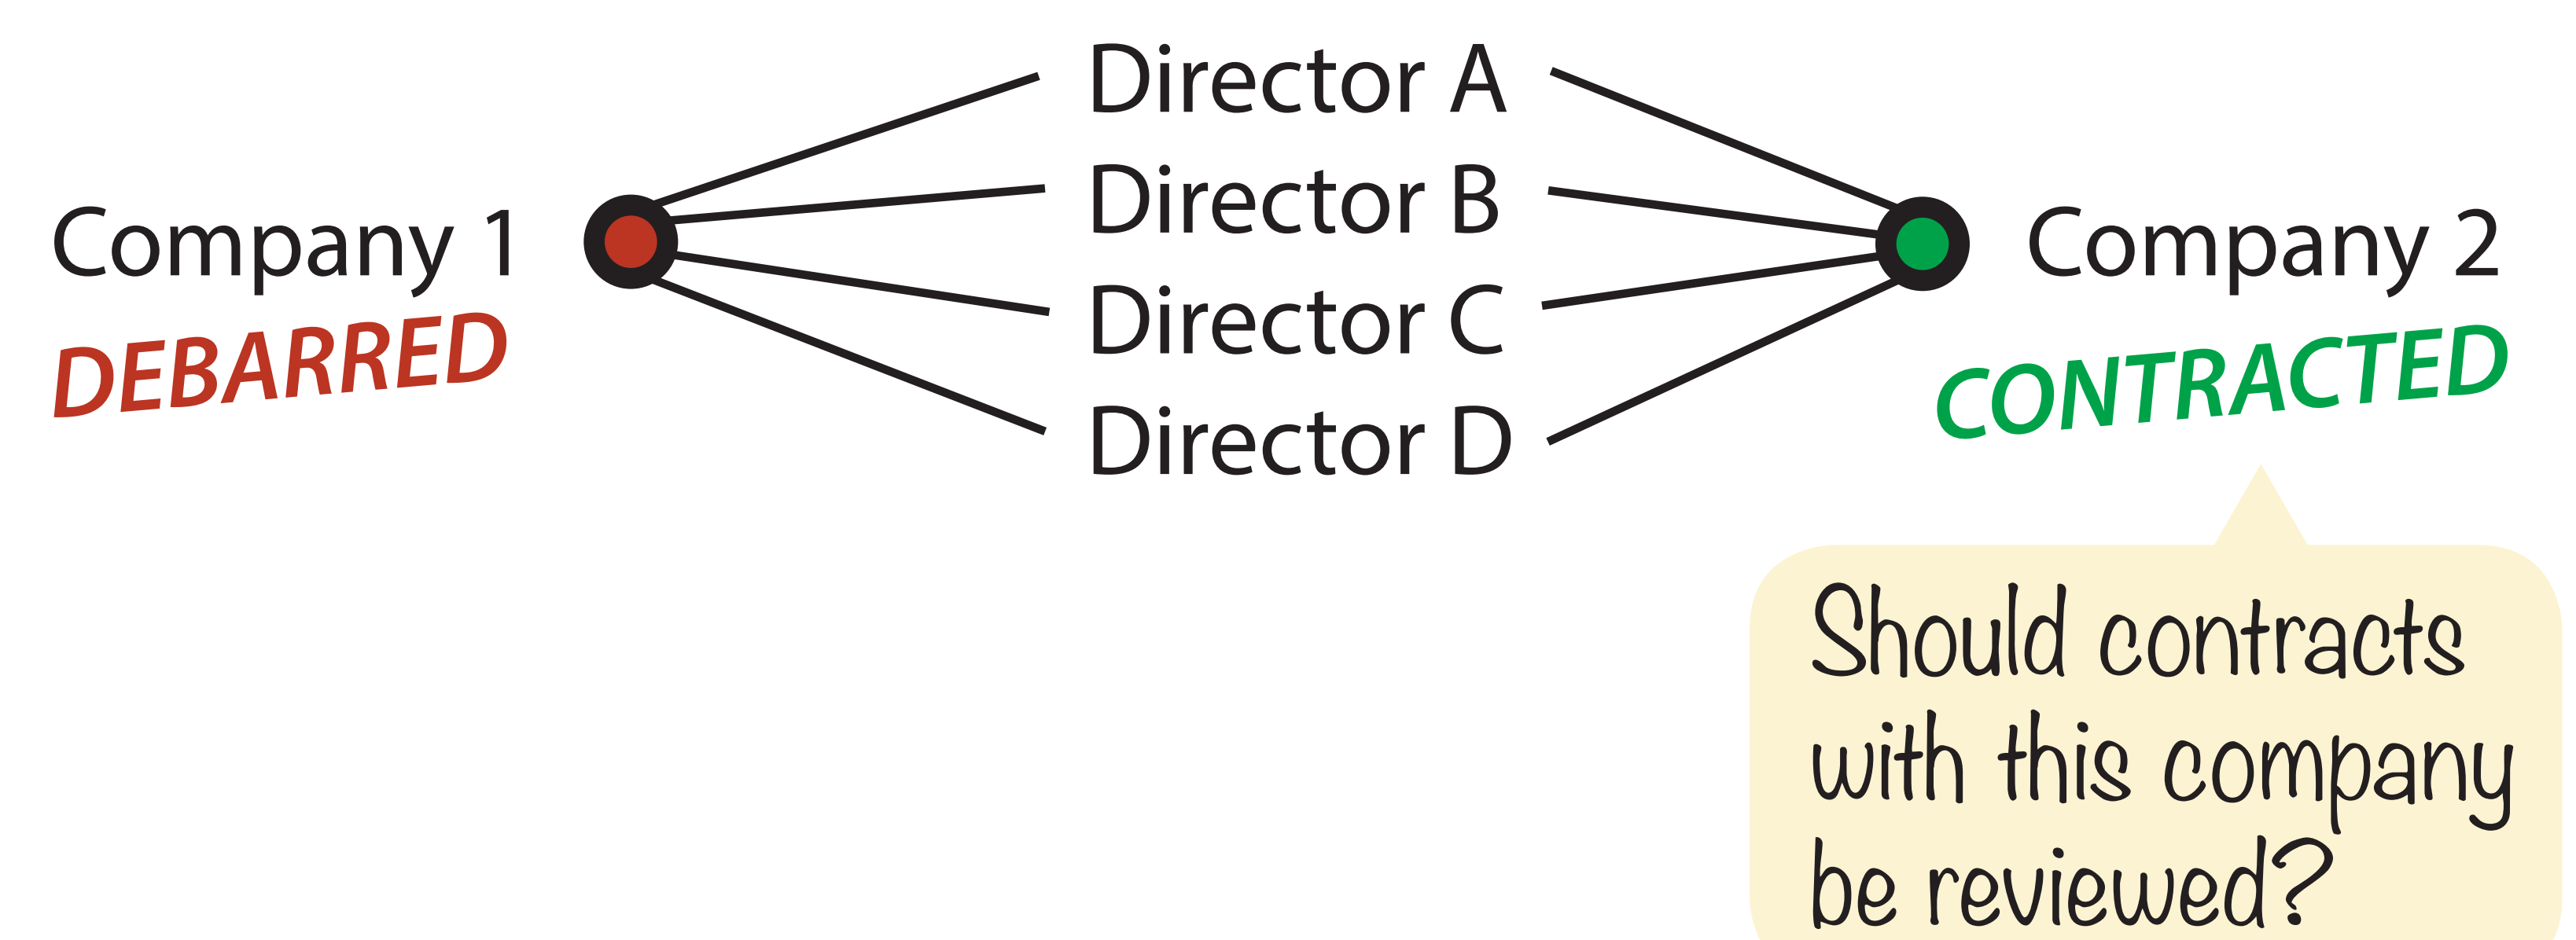 Director A
Director B
Company 1
Company 2
Director C
DEBARRED
CONTRACTED
Director D
Should contracts
with this company
be reviewed?